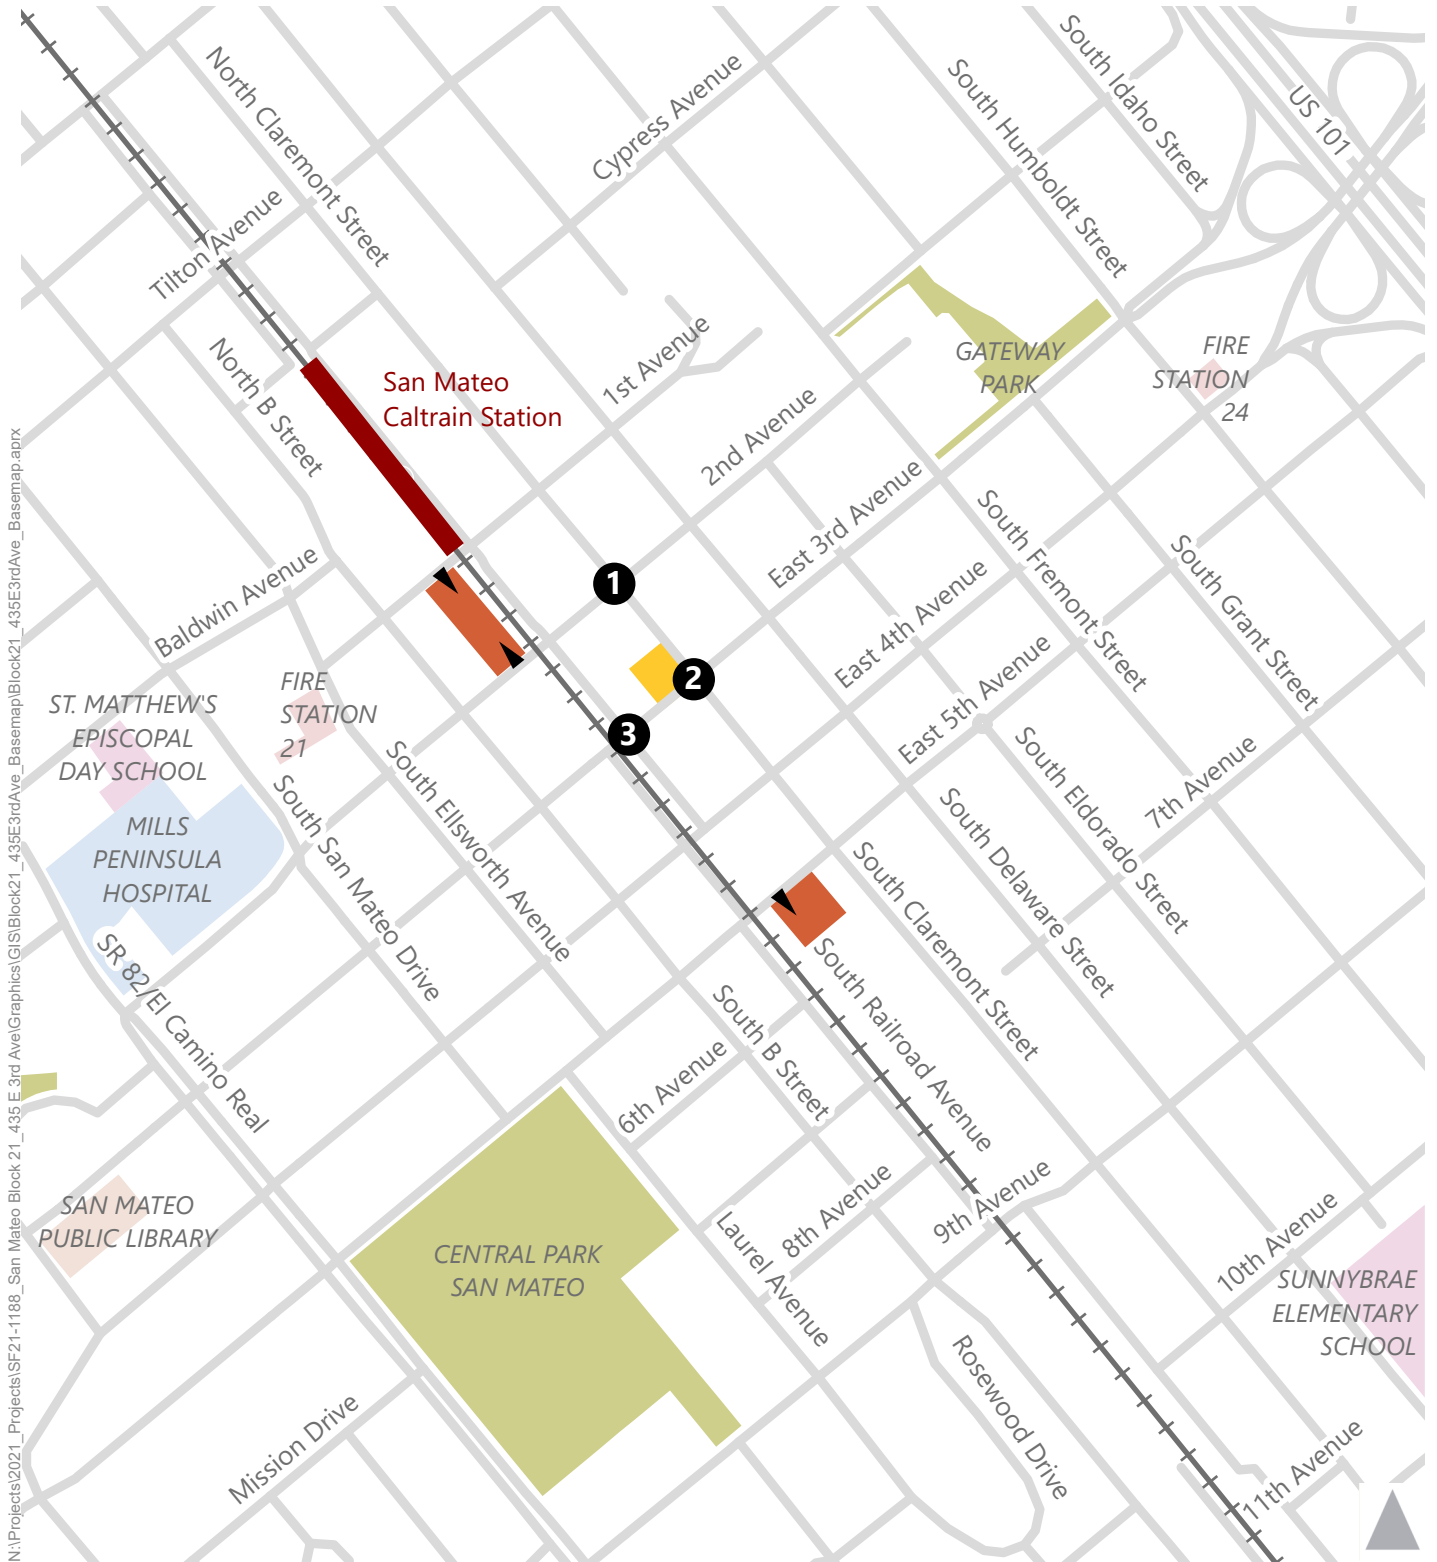 North Claremont Street
Cypress Avenue
South Humboldt Street
South Idaho Street
US 101
Tilton Avenue
North B Street
San Mateo
Caltrain Station
1st Avenue
2nd Avenue
GATEWAY
PARK
FIRE
STATION
24
East 3rd Avenue
South Fremont Street
South Grant Street
Baldwin Avenue
1
2
3
East 4th Avenue
East 5th Avenue
FIRE
STATION
21
ST. MATTHEW'S
EPISCOPAL
DAY SCHOOL
MILLS
PENINSULA
HOSPITAL
South San Mateo Drive
South Ellsworth Avenue
South Eldorado Street
7th Avenue
South Delaware Street
South Claremont Street
South Railroad Avenue
SR 82/El Camino Real
South B Street
6th Avenue
SAN MATEO
PUBLIC LIBRARY
CENTRAL PARK
SAN MATEO
Laurel Avenue
8th Avenue
9th Avenue
10th Avenue
SUNNYBRAE
ELEMENTARY
SCHOOL
Mission Drive
Rosewood Drive
11th Avenue
N:\Projects\2021_Projects\SF21-1188_San Mateo Block 21_435 E 3rd Ave\Graphics\GIS\Block21_435E3rdAve_Basemap\Block21_435E3rdAve_Basemap.aprx